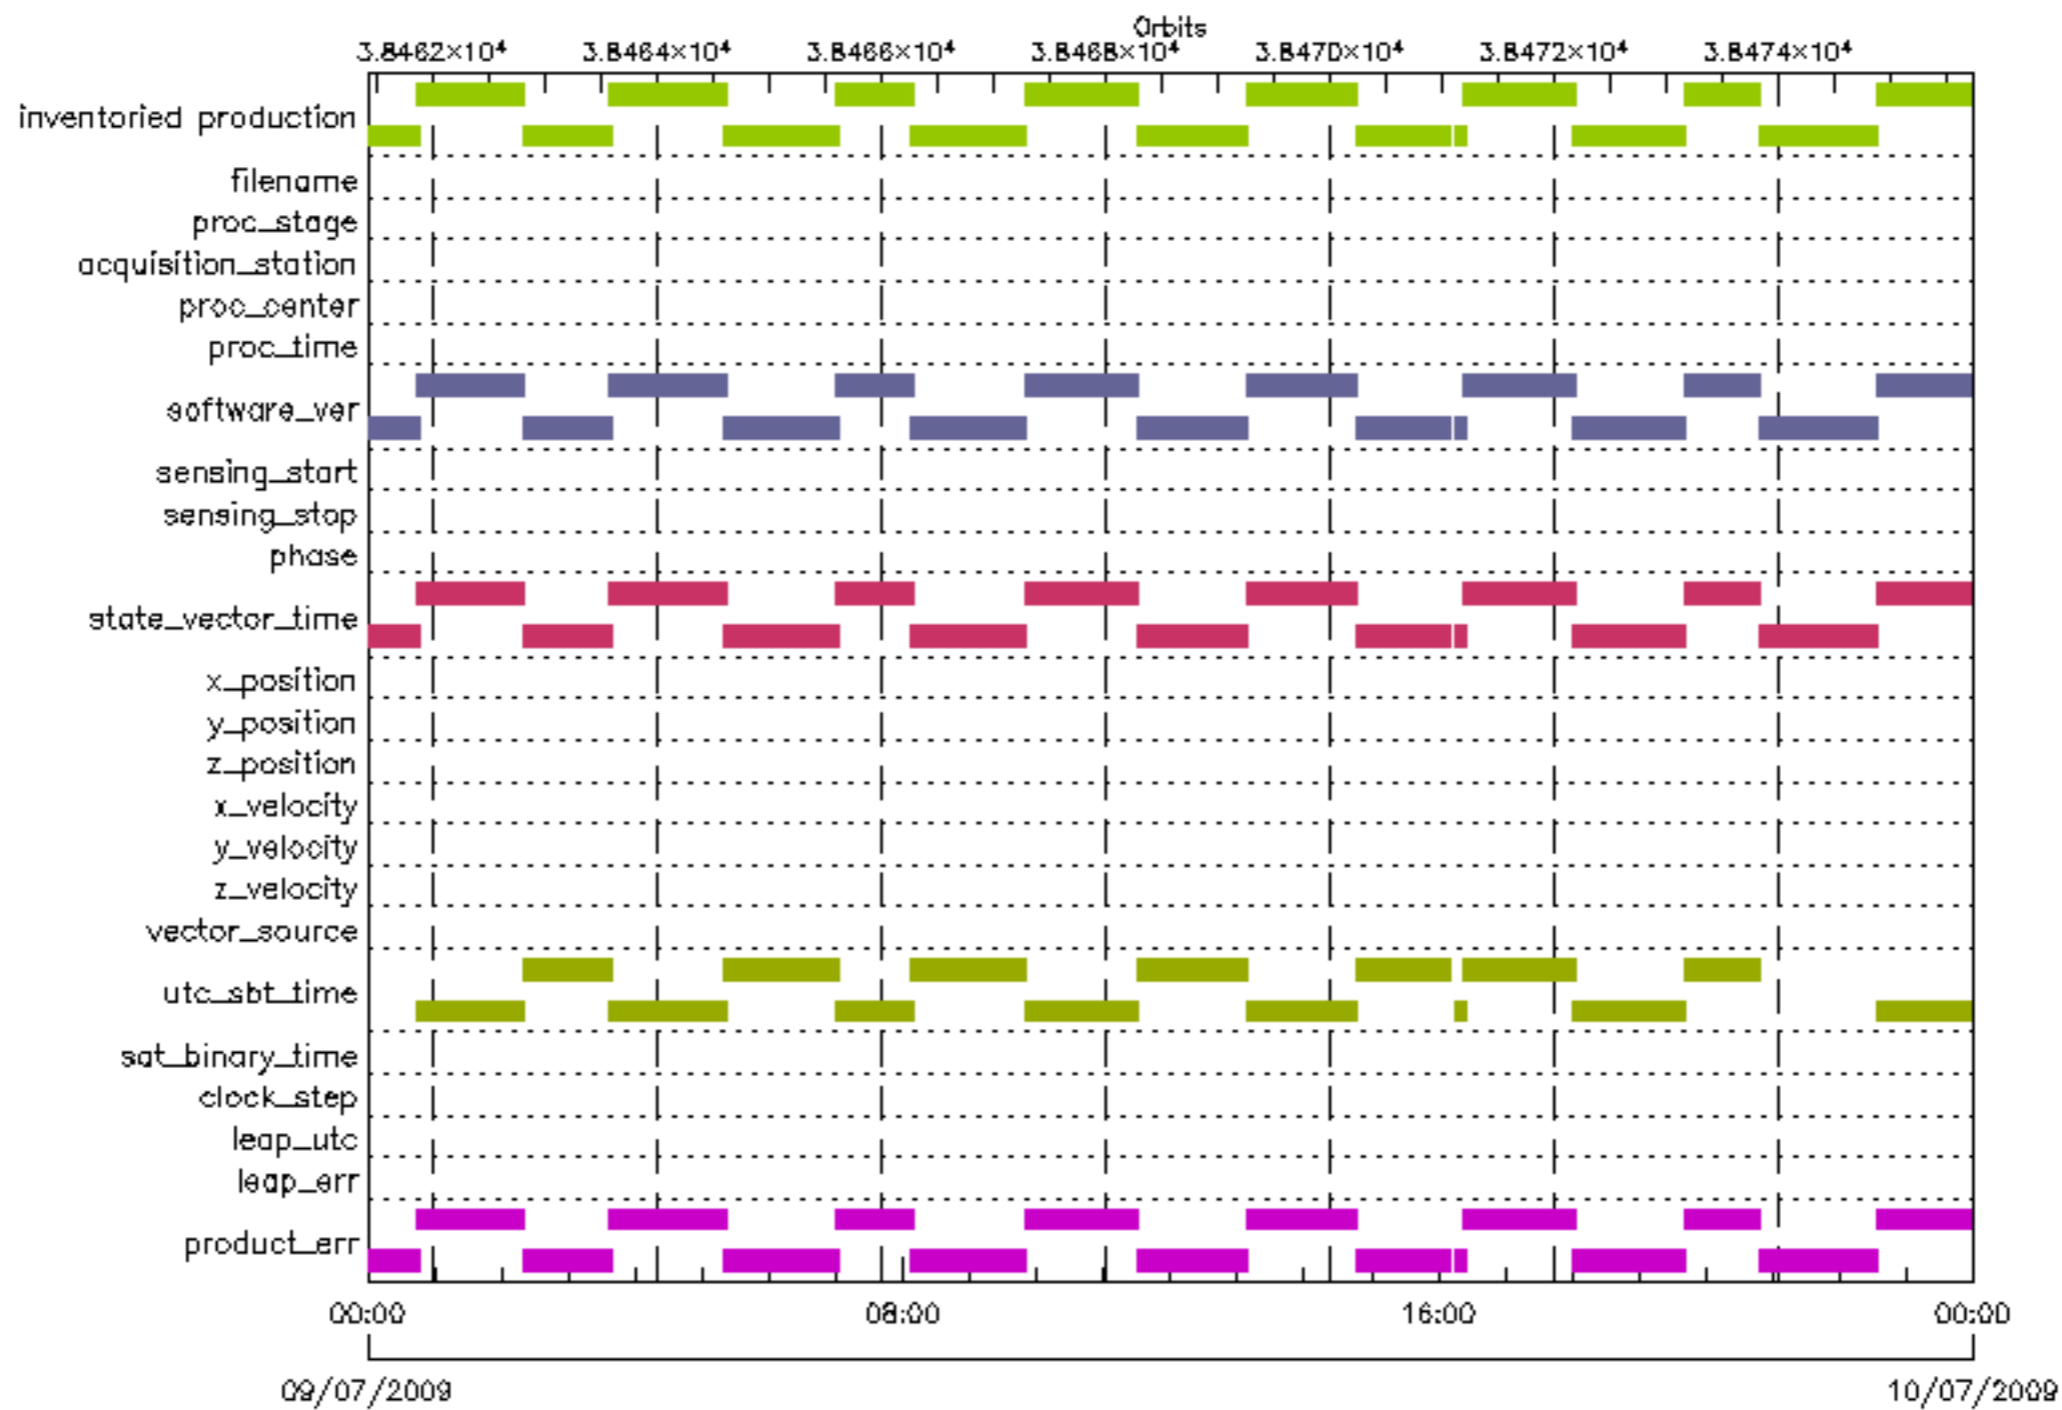 Orbits
3.8462×10⁴ 3.8464×10⁴ 3.8466×10⁴ 3.8468×10⁴ 3.8470×10⁴ 3.8472×10⁴ 3.8474×10⁴
inventoried production
filename
proc_stage
acquisition_station
proc_center
proc_time
software_ver
sensing_start
sensing_stop
phase
state_vector_time
x_position
y_position
z_position
x_velocity
y_velocity
z_velocity
vector_source
utc_sbt_time
sat_binary_time
clock_step
leap_utc
leap_err
product_err
00:00 08:00 16:00 00:00
09/07/2009 10/07/2009